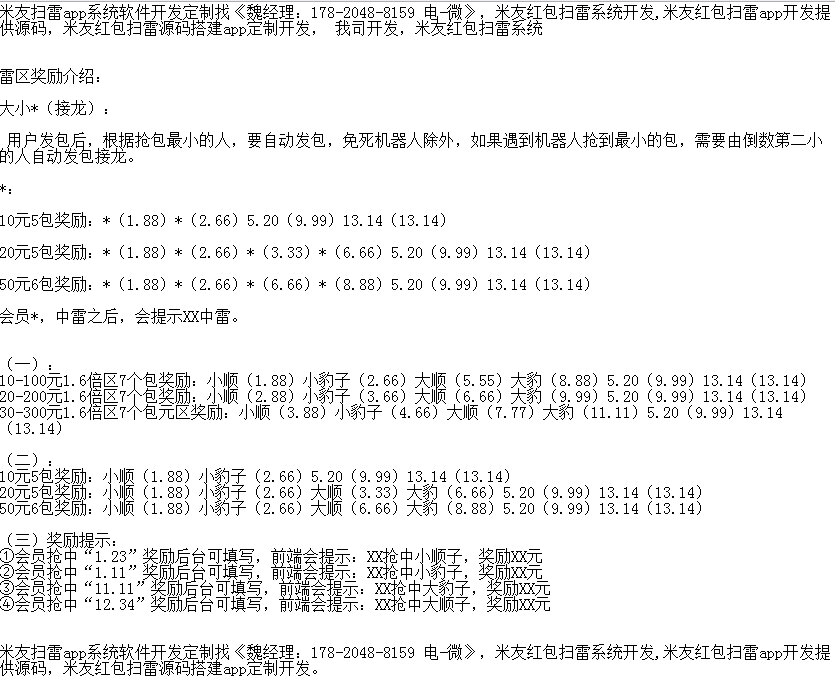 米友扫雷app系统软件开发定制找《魏经理：178-2048-8159 电-微》，米友红包扫雷系统开发,米友红包扫雷app开发提
供源码，米友红包扫雷源码搭建app定制开发， 我司开发，米友红包扫雷系统
雷区奖励介绍：
大小*（接龙）：
用户发包后，根据抢包最小的人，要自动发包，免死机器人除外，如果遇到机器人抢到最小的包，需要由倒数第二小
的人自动发包接龙。
*：
10元5包奖励：*（1.88）*（2.66）5.20（9.99）13.14（13.14）
20元5包奖励：*（1.88）*（2.66）*（3.33）*（6.66）5.20（9.99）13.14（13.14）
50元6包奖励：*（1.88）*（2.66）*（6.66）*（8.88）5.20（9.99）13.14（13.14）
会员*，中雷之后，会提示XX中雷。
（一）：
10-100元1.6倍区7个包奖励：小顺（1.88）小豹子（2.66）大顺（5.55）大豹（8.88）5.20（9.99）13.14（13.14）
20-200元1.6倍区7个包奖励：小顺（2.88）小豹子（3.66）大顺（6.66）大豹（9.99）5.20（9.99）13.14（13.14）
30-300元1.6倍区7个包元区奖励：小顺（3.88）小豹子（4.66）大顺（7.77）大豹（11.11）5.20（9.99）13.14
（13.14）
（二）：
10元5包奖励：小顺（1.88）小豹子（2.66）5.20（9.99）13.14（13.14）
20元5包奖励：小顺（1.88）小豹子（2.66）大顺（3.33）大豹（6.66）5.20（9.99）13.14（13.14）
50元6包奖励：小顺（1.88）小豹子（2.66）大顺（6.66）大豹（8.88）5.20（9.99）13.14（13.14）
（三）奖励提示：
①会员抢中“1.23”奖励后台可填写，前端会提示：XX抢中小顺子，奖励XX元
②会员抢中“1.11”奖励后台可填写，前端会提示：XX抢中小豹子，奖励XX元
③会员抢中“11.11”奖励后台可填写，前端会提示：XX抢中大豹子，奖励XX元
④会员抢中“12.34”奖励后台可填写，前端会提示：XX抢中大顺子，奖励XX元
米友扫雷app系统软件开发定制找《魏经理：178-2048-8159 电-微》，米友红包扫雷系统开发,米友红包扫雷app开发提
供源码，米友红包扫雷源码搭建app定制开发。